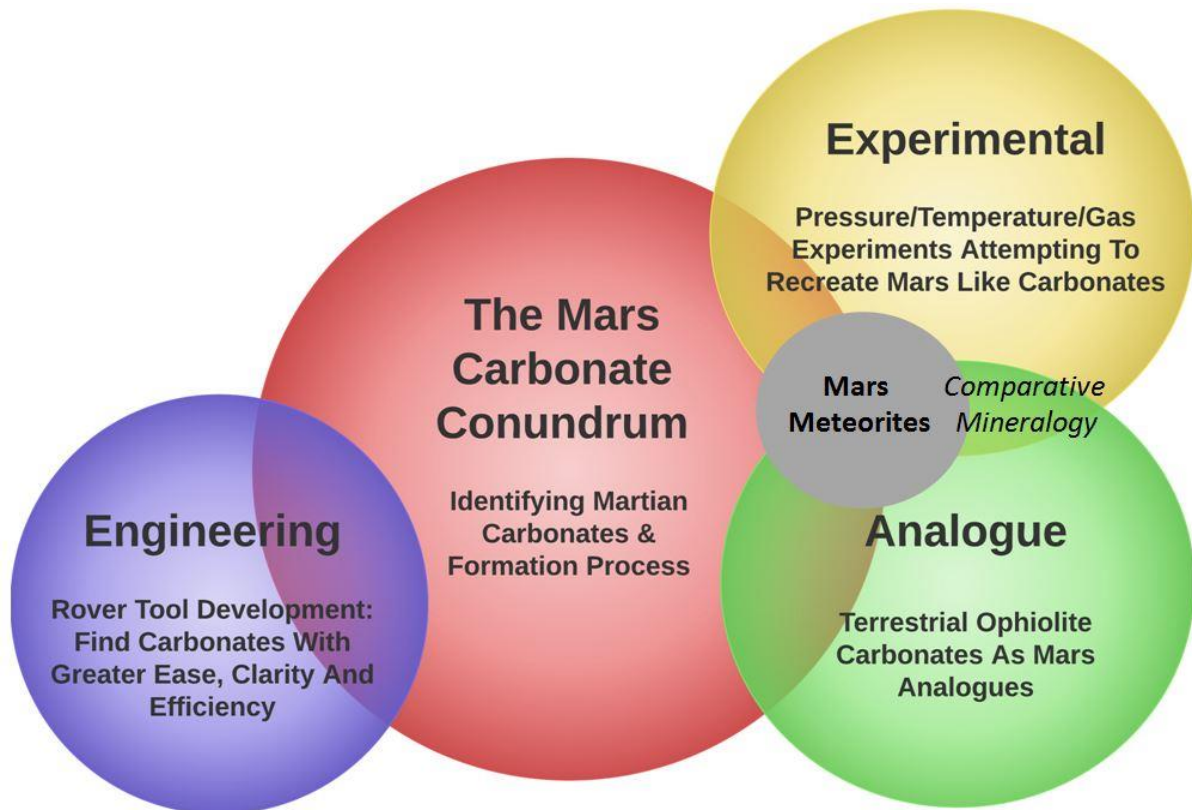 Experimental
Pressure/Temperature/Gas
Experiments Attempting To
Recreate Mars Like Carbonates
The Mars
Carbonate
Conundrum
Identifying Martian
Carbonates &
Formation Process
Mars
Meteorites
Comparative
Mineralogy
Engineering
Rover Tool Development:
Find Carbonates With
Greater Ease, Clarity And
Efficiency
Analogue
Terrestrial Ophiolite
Carbonates As Mars
Analogues